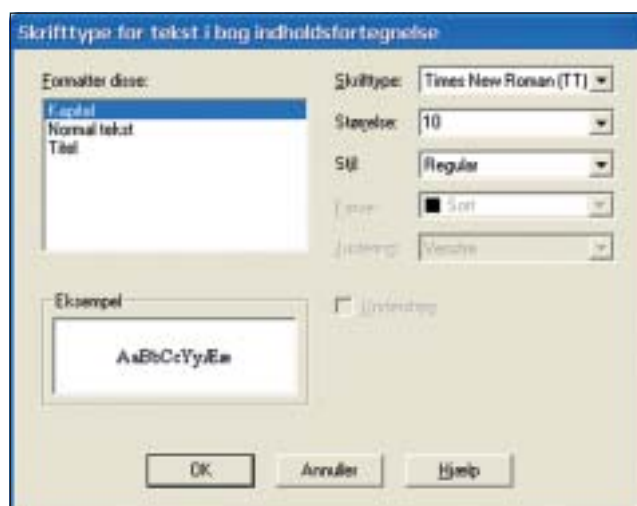 Skrifttype for tekst i bog indholdsfortegnelse
Formatter disse:
Kapitel
Normal tekst
Titel
Skrifttype: Times New Roman (TT)
Størrelse: 10
Stil: Regular
Farve: Sort
Justering: Venstre
Understreg
Eksempel
AaBbCcYyÆæ
OK Annuller Hjælp